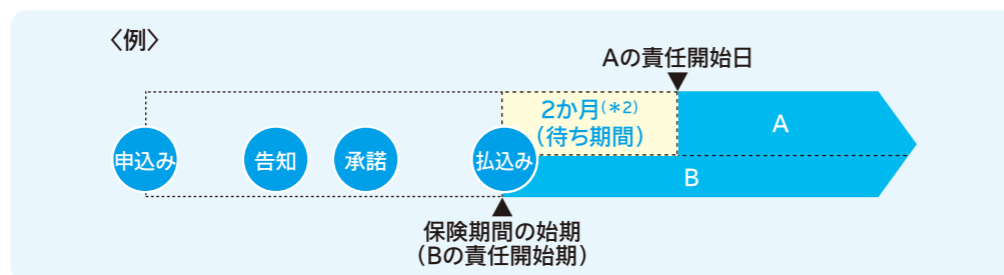 〈例〉
Aの責任開始日
2か月(*2)
(待ち期間)
A
申込み
告知
承諾
払込み
B
保険期間の始期
(Bの責任開始期)